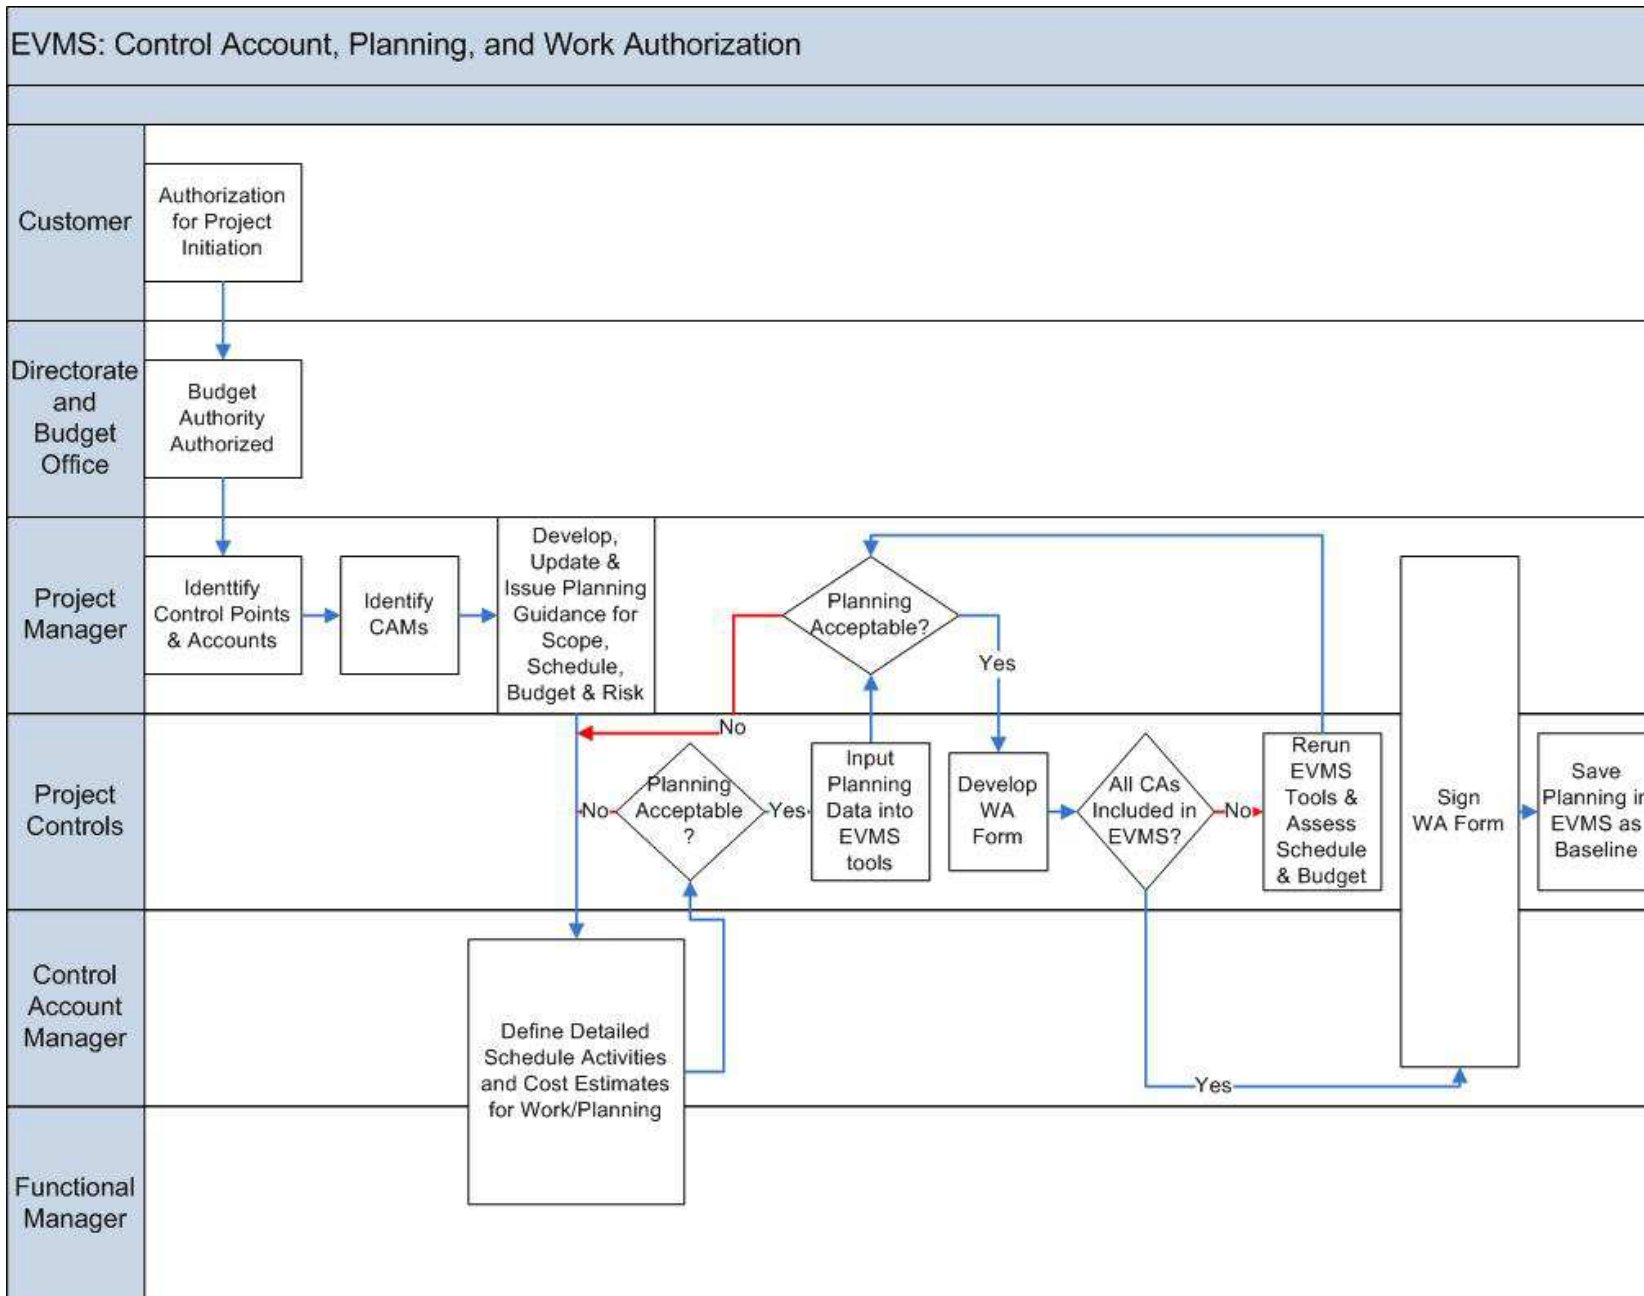 EVMS: Control Account, Planning, and Work Authorization
Customer
Authorization
for Project
Initiation
Directorate
and
Budget
Office
Budget
Authority
Authorized
Project
Manager
Identtify
Control Points
& Accounts
Identify
CAMs
Develop,
Update &
Issue Planning
Guidance for
Scope,
Schedule,
Budget & Risk
Planning
Acceptable?
Yes
No
Project
Controls
No
Planning
Acceptable
?
Yes
Input
Planning
Data into
EVMS
tools
Develop
WA
Form
All CAs
Included in
EVMS?
No
Rerun
EVMS
Tools &
Assess
Schedule
& Budget
Sign
WA Form
Save
Planning in
EVMS as
Baseline
Control
Account
Manager
Define Detailed
Schedule Activities
and Cost Estimates
for Work/Planning
Yes
Functional
Manager